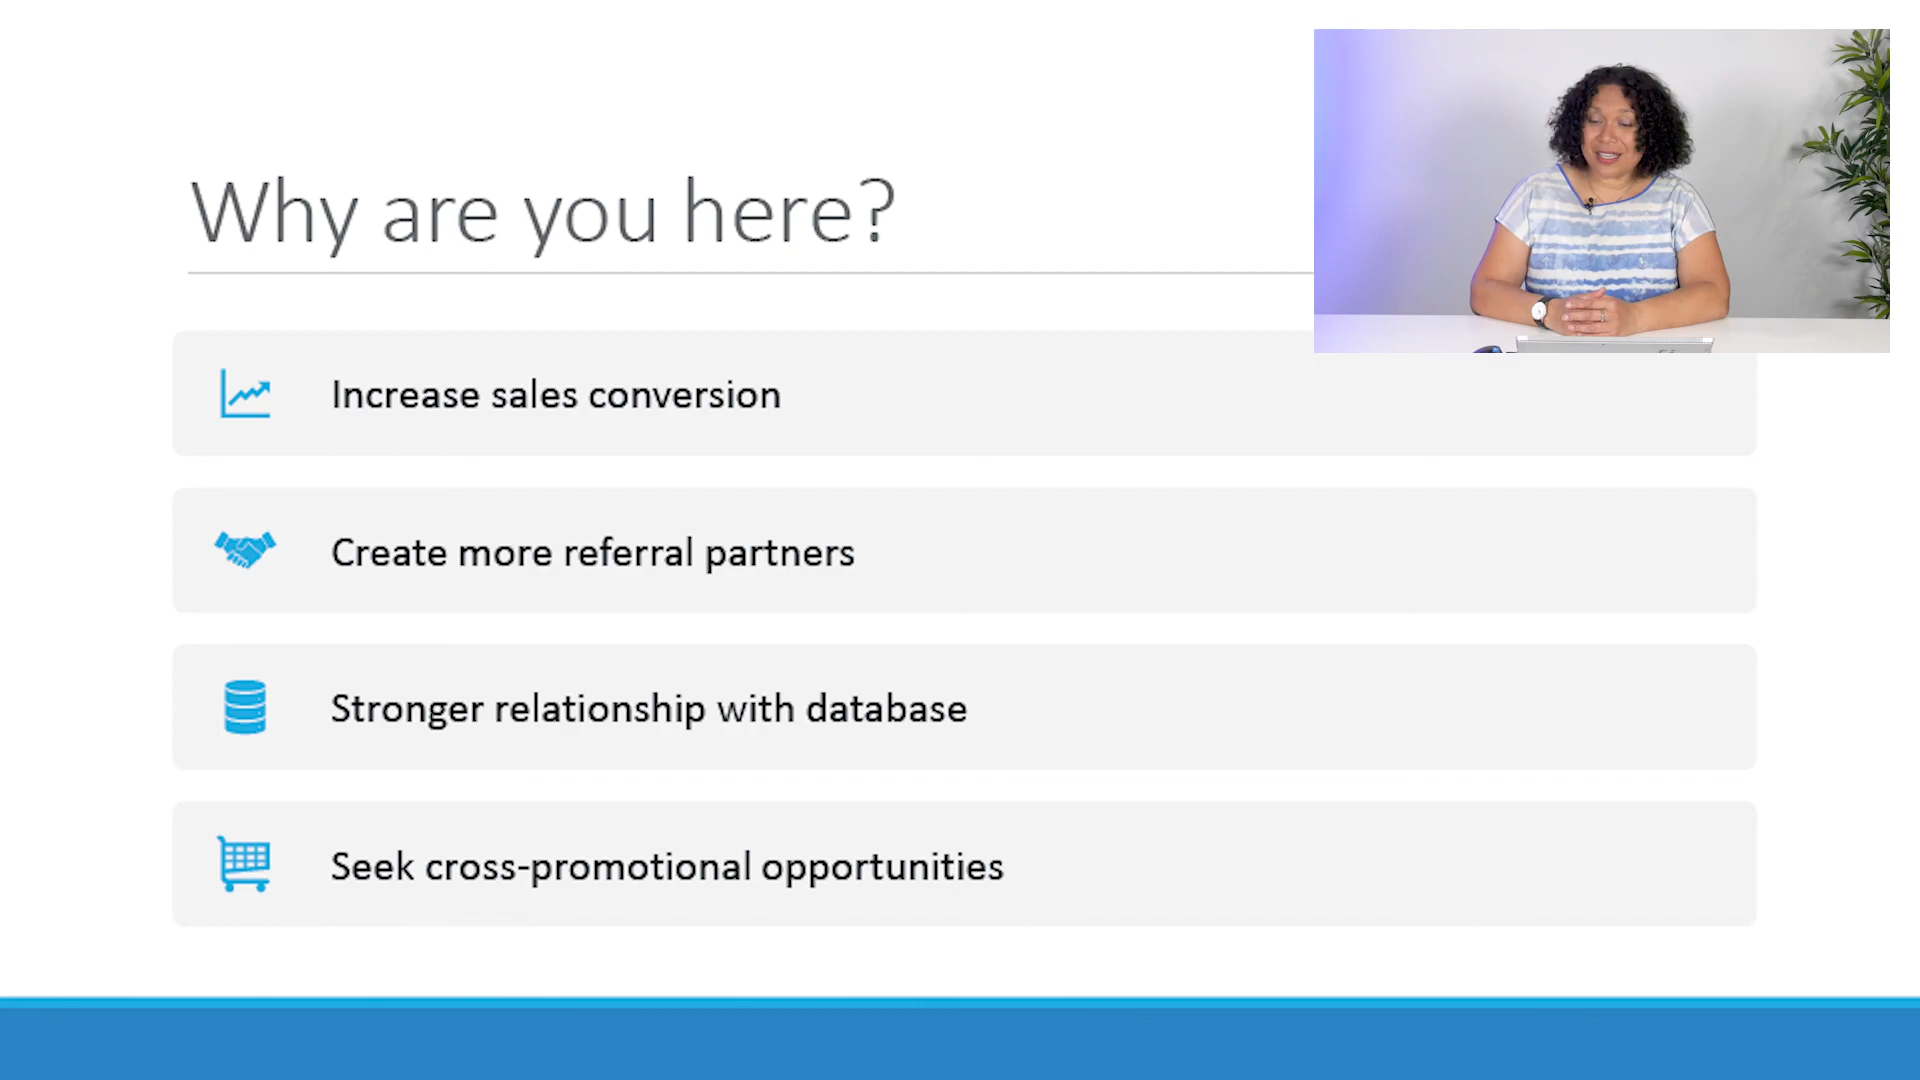 Why are you here?
Increase sales conversion
Create more referral partners
Stronger relationship with database
Seek cross-promotional opportunities